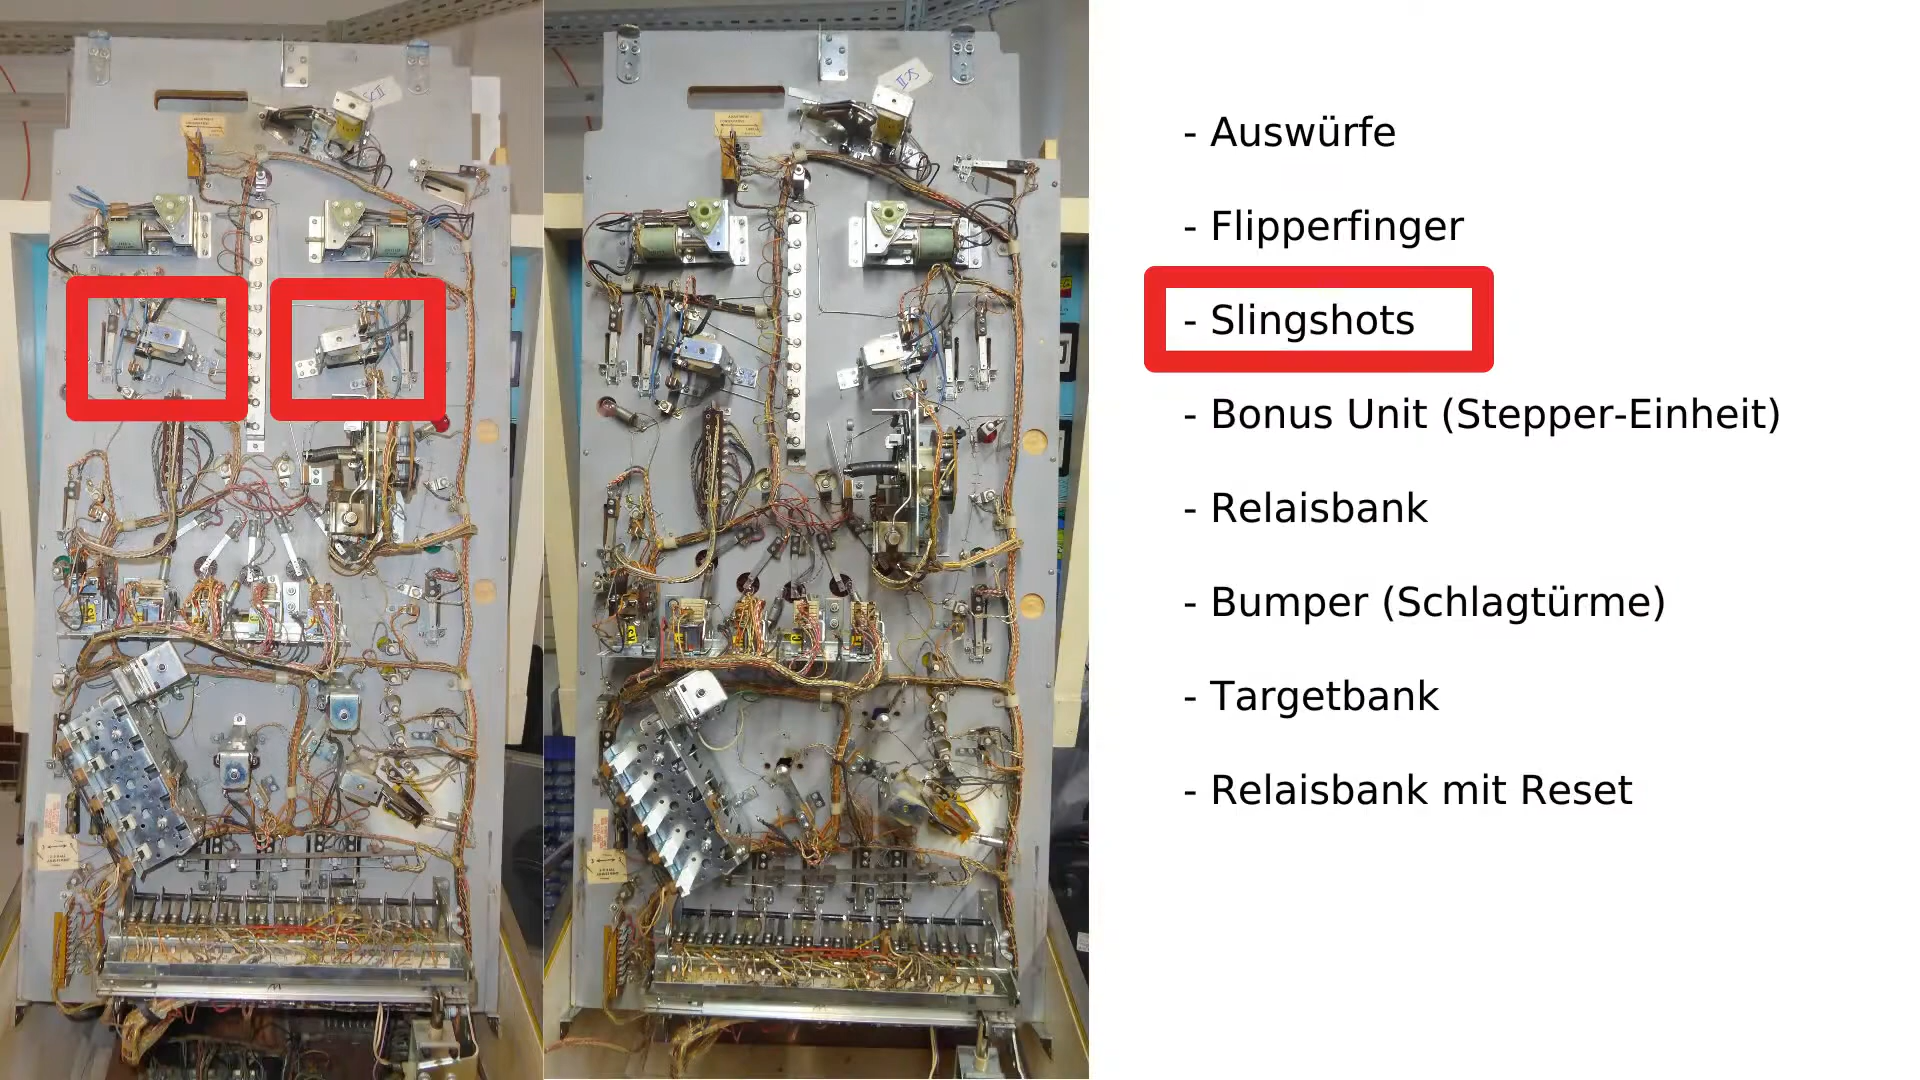 - Auswürfe
- Flipperfinger
- Slingshots
- Bonus Unit (Stepper-Einheit)
- Relaisbank
- Bumper (Schlagtürme)
- Targetbank
- Relaisbank mit Reset